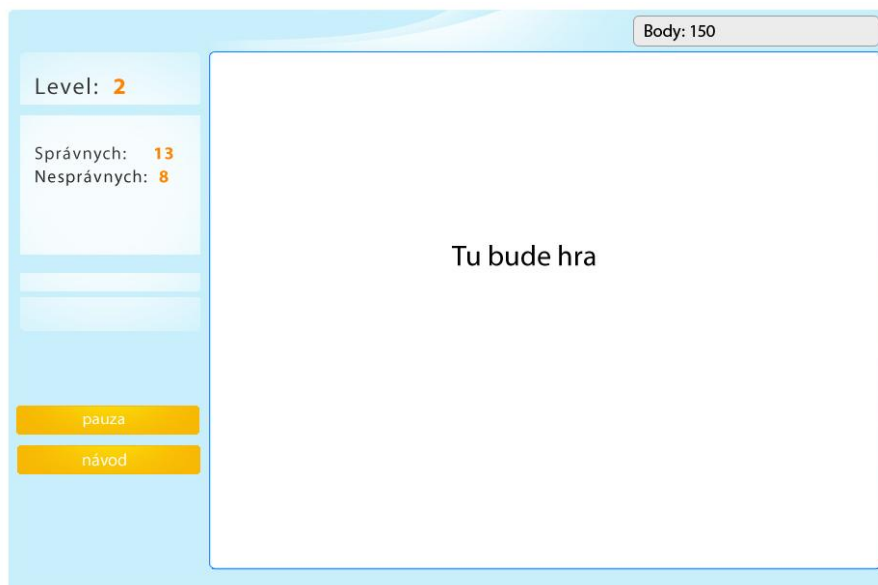 Body: 150
Level: 2
Správnych: 13
Nesprávnych: 8
Tu bude hra
pauza
návod